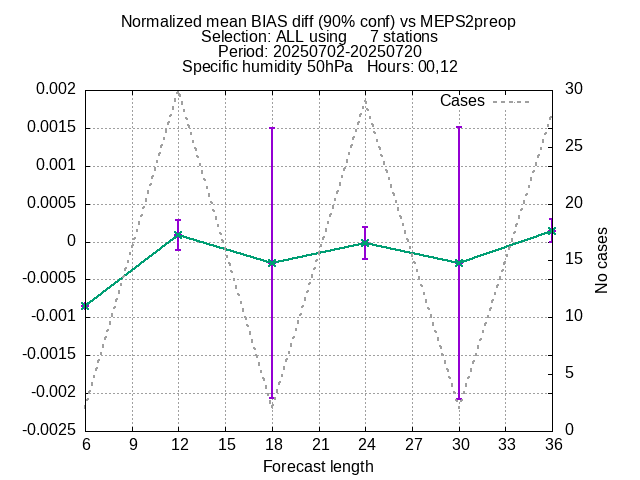 Normalized mean BIAS diff (90% conf) vs MEPS2preop
Selection: ALL using     7 stations
Period: 20250702-20250720
Specific humidity 50hPa   Hours: 00,12
Cases
0.002
0.0015
0.001
0.0005
0
-0.0005
-0.001
-0.0015
-0.002
-0.0025
30
25
20
15
10
5
0
No cases
6 9 12 15 18 21 24 27 30 33 36
Forecast length